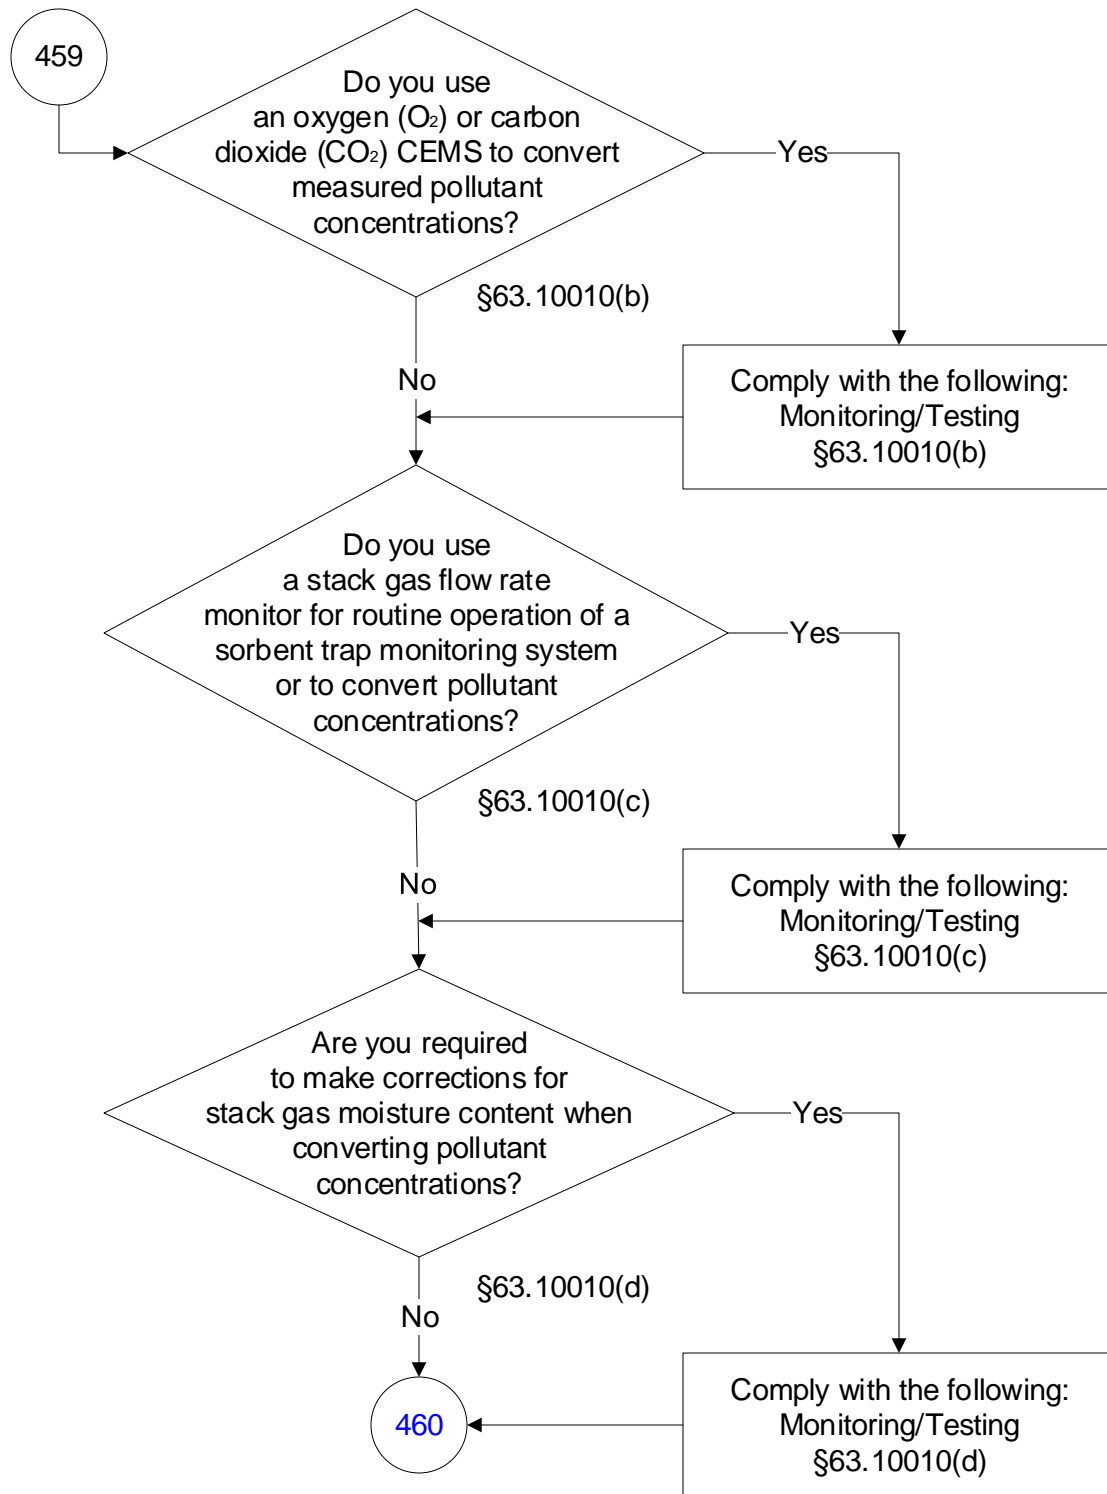 459
Do you use
an oxygen (O₂) or carbon
dioxide (CO₂) CEMS to convert
measured pollutant
concentrations?
Yes
§63.10010(b)
No
Comply with the following:
Monitoring/Testing
§63.10010(b)
Do you use
a stack gas flow rate
monitor for routine operation of a
sorbent trap monitoring system
or to convert pollutant
concentrations?
Yes
§63.10010(c)
No
Comply with the following:
Monitoring/Testing
§63.10010(c)
Are you required
to make corrections for
stack gas moisture content when
converting pollutant
concentrations?
Yes
§63.10010(d)
No
Comply with the following:
Monitoring/Testing
§63.10010(d)
460